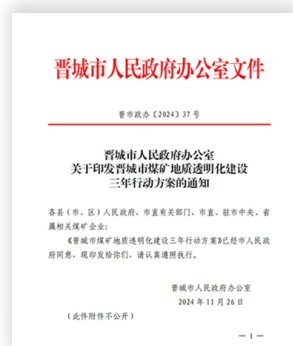 晋城市人民政府办公室文件
晋市政办〔2024〕37号
晋城市人民政府办公室
关于印发晋城市煤矿地质透明化建设
三年行动方案的通知
各县（市、区）人民政府，市直有关部门，市直、驻市中央、省
属相关煤矿企业：
《晋城市煤矿地质透明化建设三年行动方案》已经市人民政
府同意，现印发给你们，请认真遵照执行。
晋城市人民政府办公室
2024年11月26日
（此件附件不公开）
— 1 —